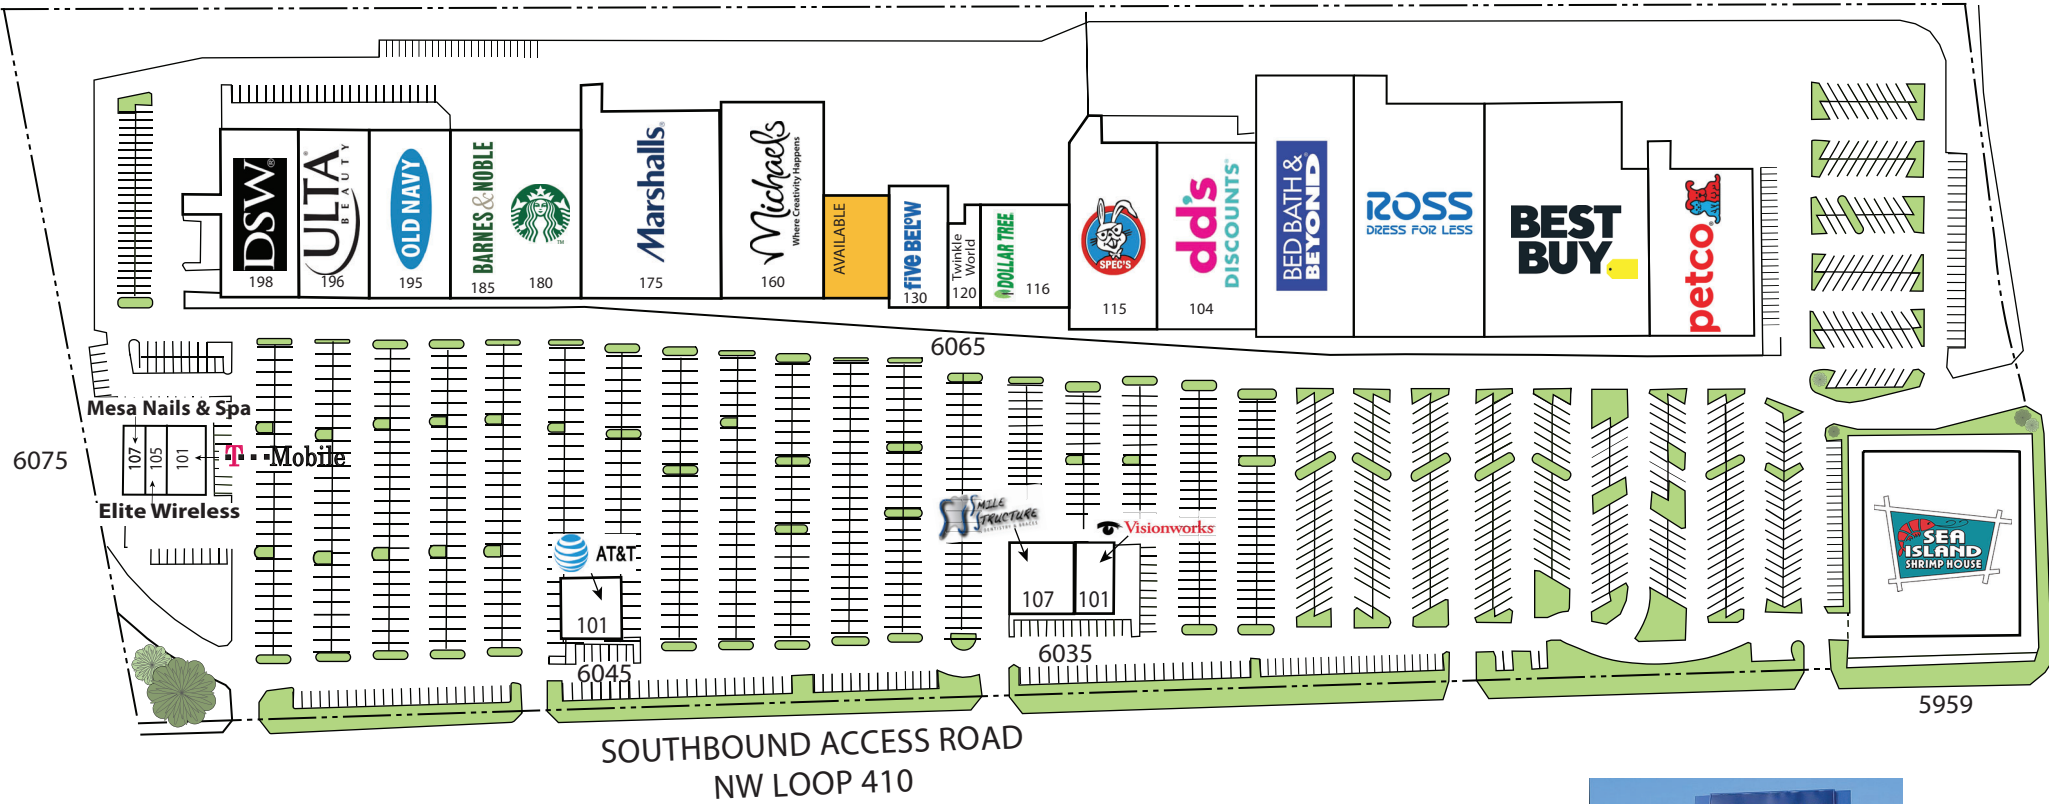 DSW®
198
ULTA
BEAUTY
196
OLD NAVY
195
BARNES&NOBLE
185
180
Marshalls
175
Michaels
Where Creativity Happens
160
AVAILABLE
five BELOW
130
Twinkle
World
120
DOLLAR TREE
116
SPEC'S
115
dd's
DISCOUNTS
104
BED BATH &
BEYOND
ROSS
DRESS FOR LESS
BEST
BUY
petco
6065
Mesa Nails & Spa
107
105
101
T··Mobile
6075
Elite Wireless
AT&T
101
6045
SMILE
STRUCTURE
107
Visionworks
101
6035
SEA
ISLAND
SHRIMP HOUSE
5959
SOUTHBOUND ACCESS ROAD
NW LOOP 410